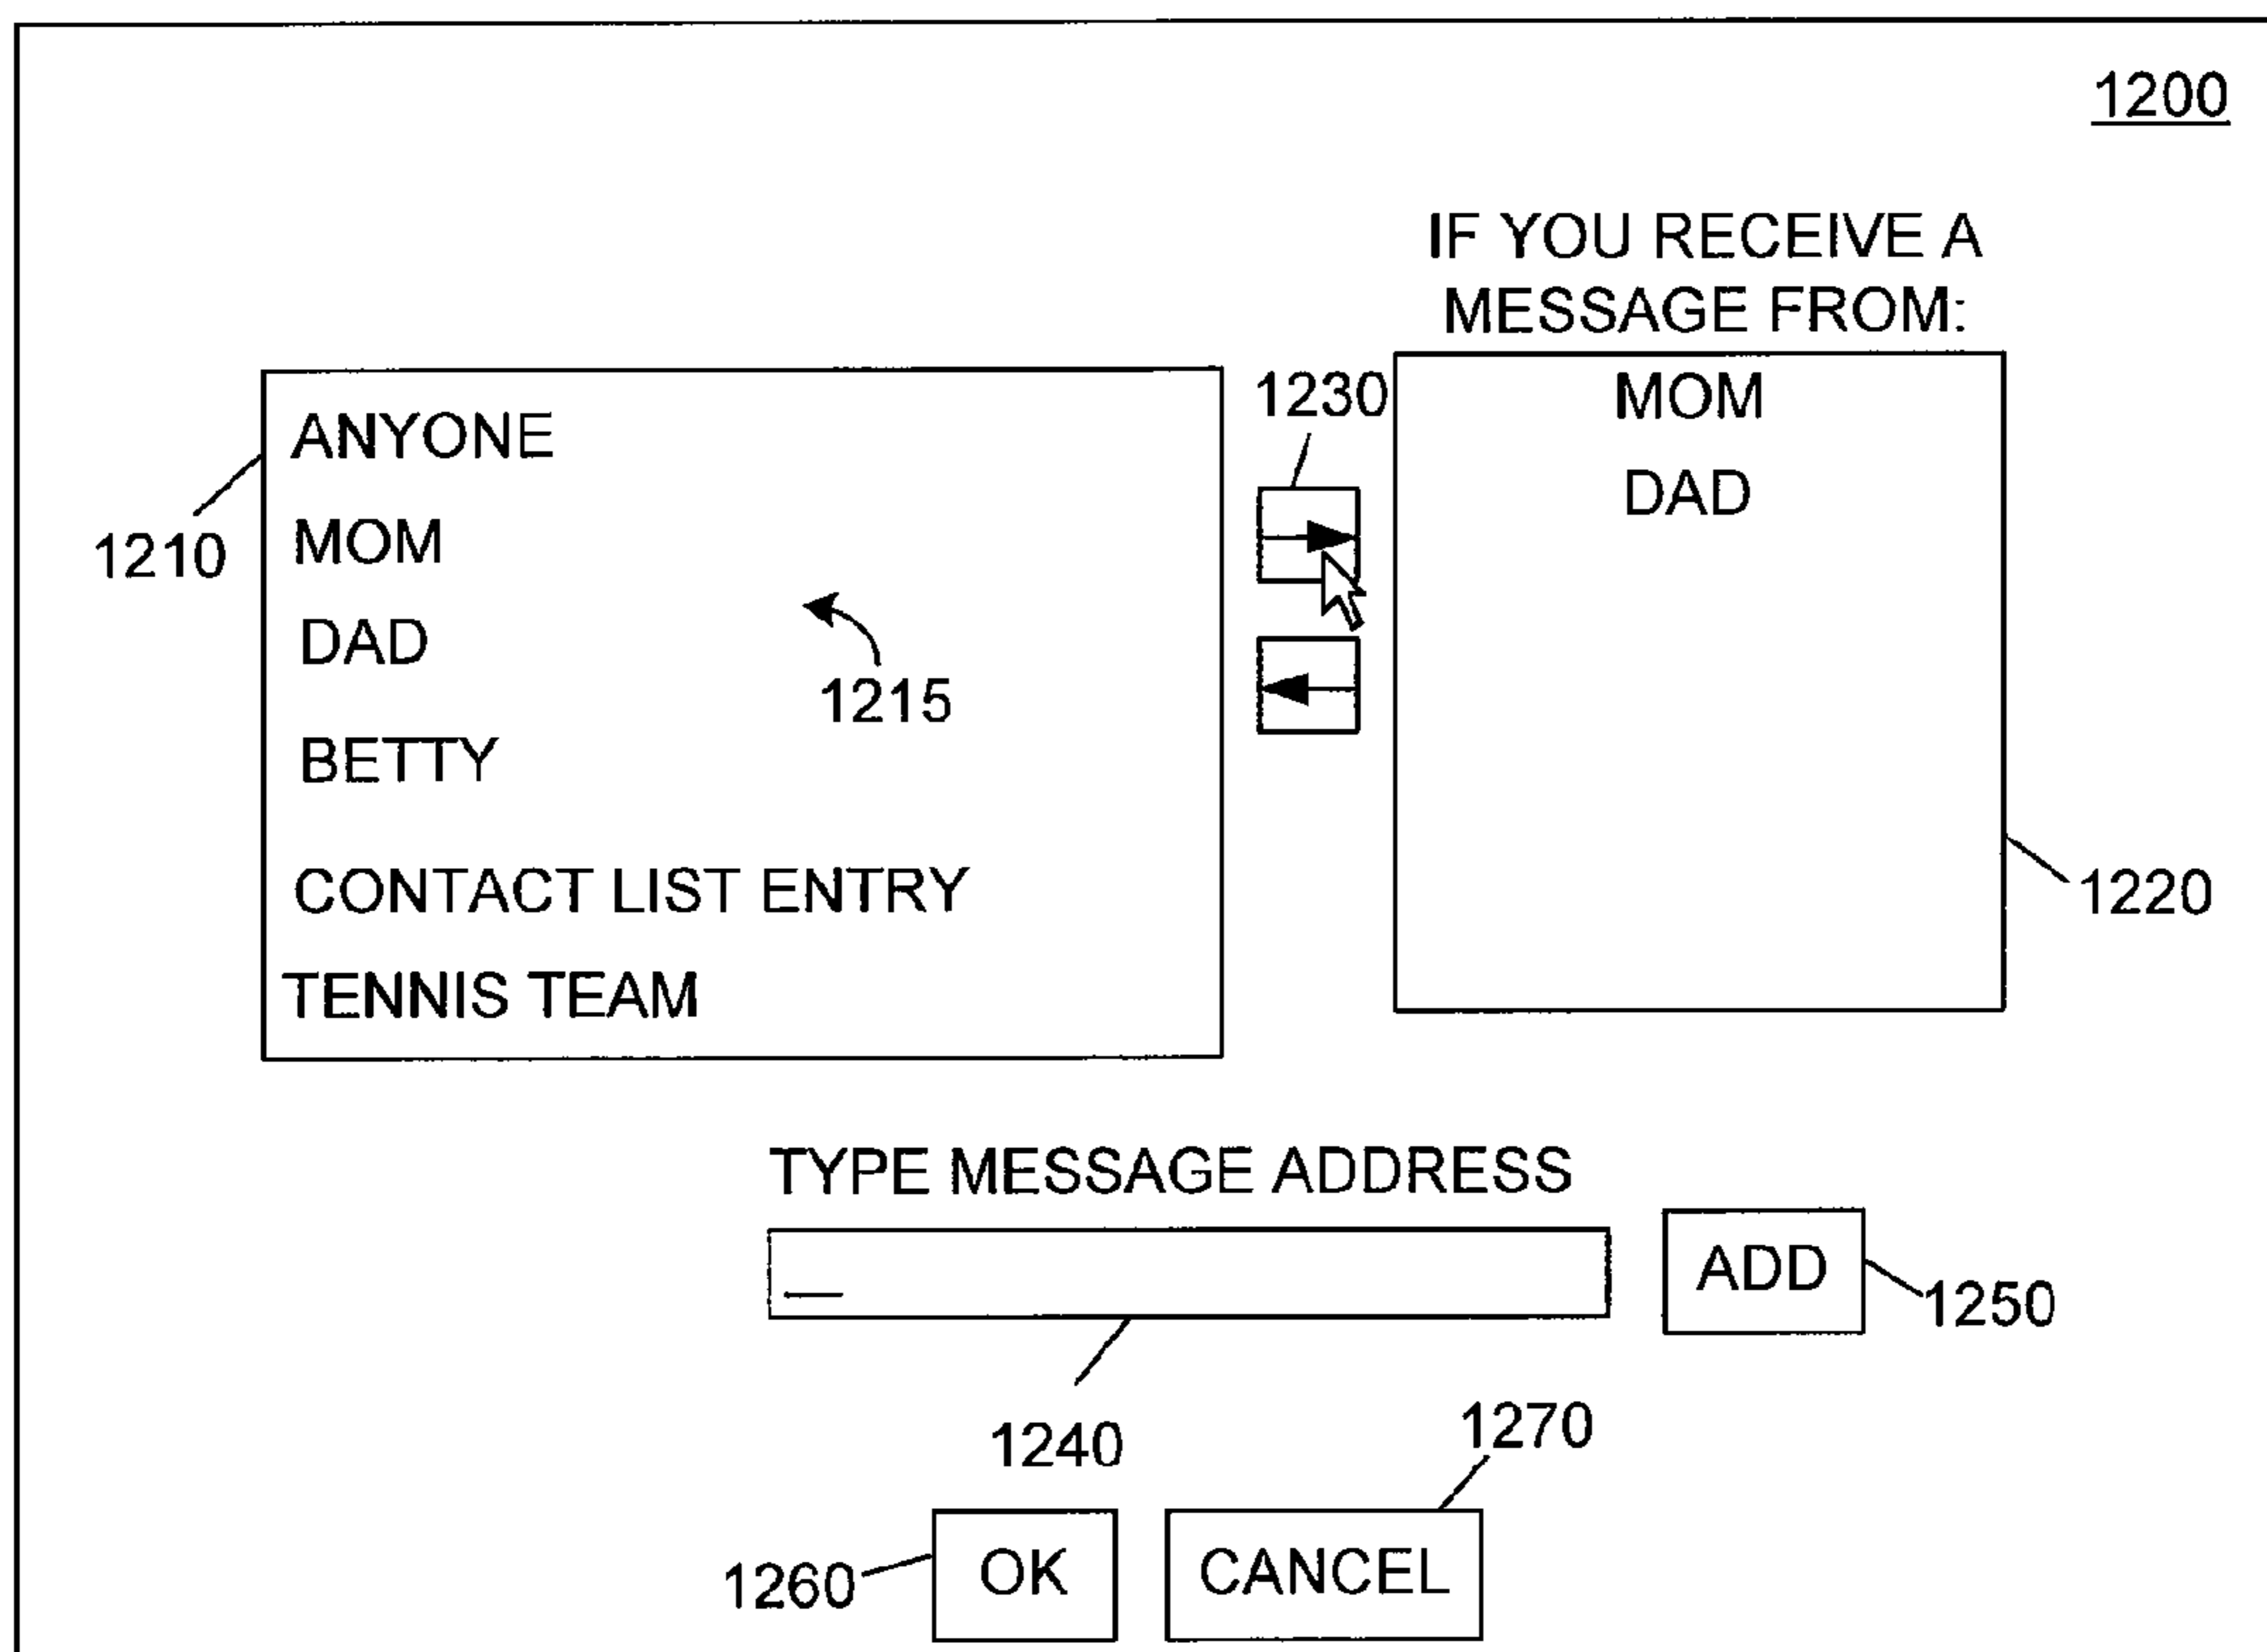 1200
IF YOU RECEIVE A
MESSAGE FROM:
1210
ANYONE
MOM
DAD
BETTY
CONTACT LIST ENTRY
TENNIS TEAM
1215
1230
MOM
DAD
1220
TYPE MESSAGE ADDRESS
ADD
1250
1240
1270
1260
OK
CANCEL